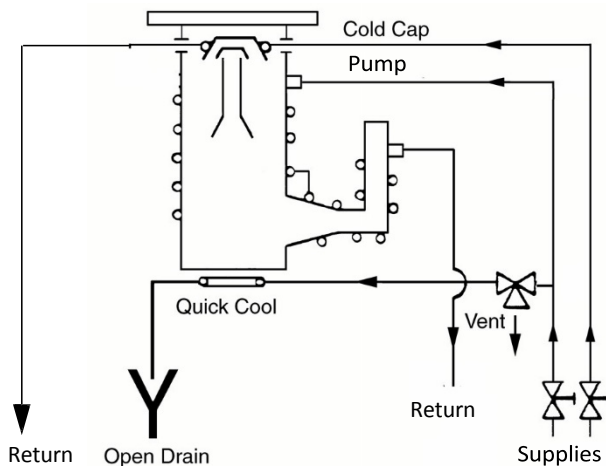 Cold Cap
Pump
Quick Cool
Vent
Return
Return
Open Drain
Supplies